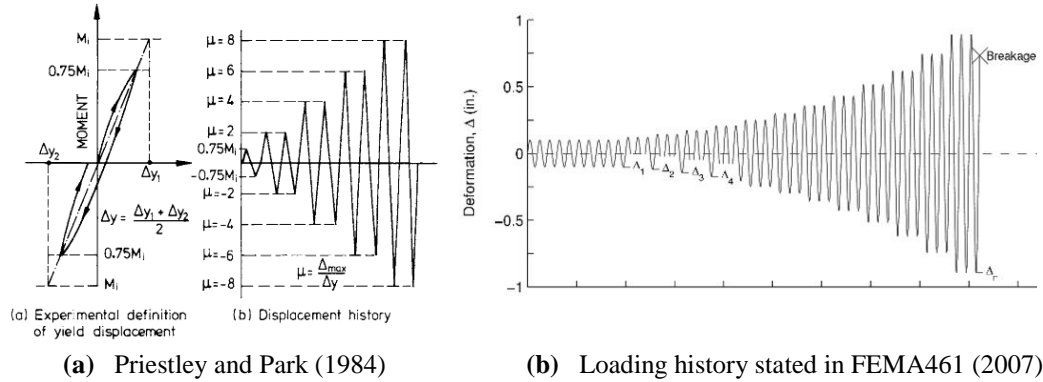 Mᵢ
0.75Mᵢ
MOMENT
Δy₂
Δy₁
Δy = Δy₁ + Δy₂ / 2
0.75Mᵢ
Mᵢ
(a) Experimental definition
of yield displacement
μ= 8
μ= 6
μ= 4
μ= 2
0.75Mᵢ
-0.75Mᵢ
μ=-2
μ=-4
μ=-6
μ=-8
μ= Δmax / Δy
(b) Displacement history
Deformation, Δ (in.)
1
0.5
0
-0.5
-1
Breakage
Δ₁
Δ₂
Δ₃
Δ₄
(a) Priestley and Park (1984)
(b) Loading history stated in FEMA461 (2007)